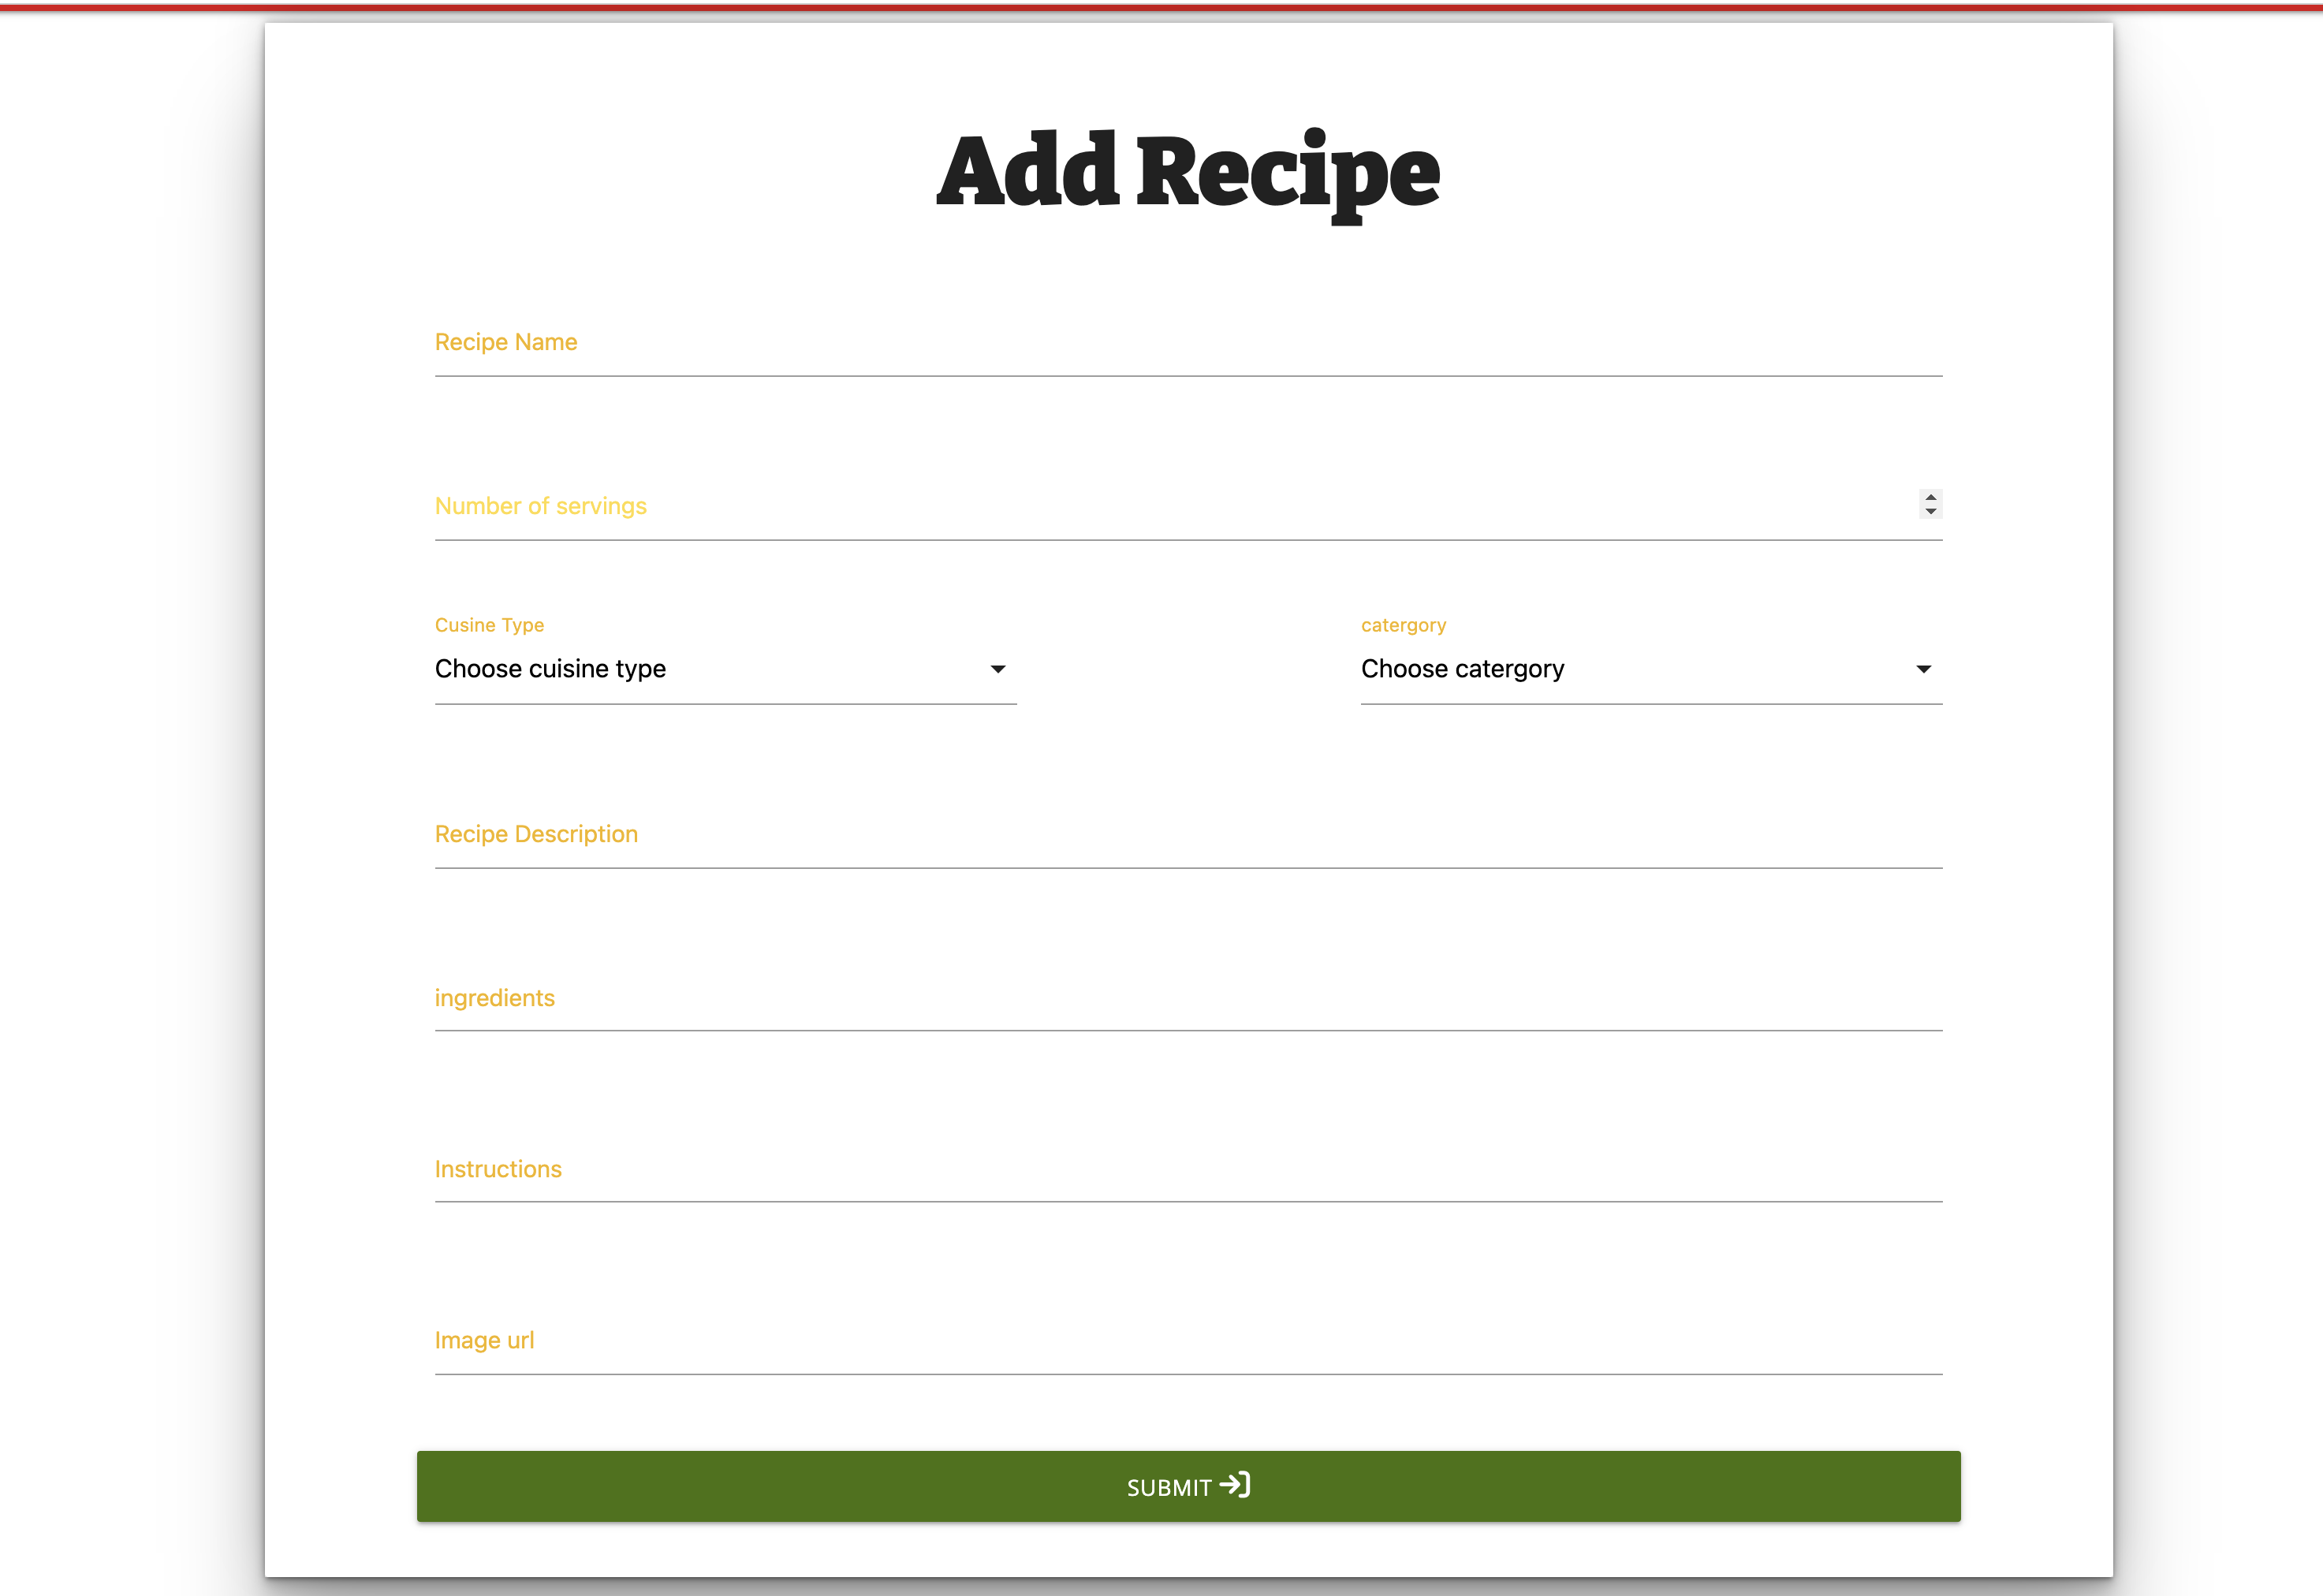 Add Recipe
Recipe Name
Number of servings
Cusine Type
catergory
Choose cuisine type
Choose catergory
Recipe Description
ingredients
Instructions
Image url
SUBMIT